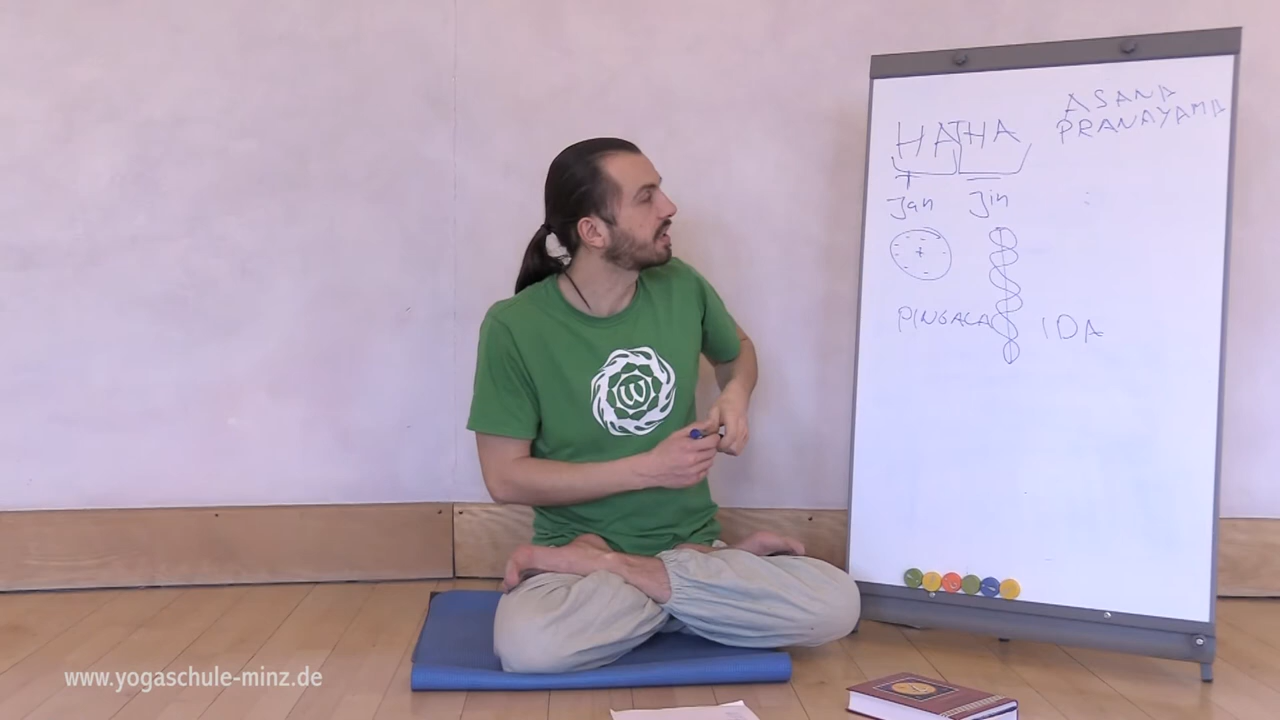 ASANA
PRANAYAMA
HATHA
+ –
Jan Jin
+
PINGALA IDA
W
www.yogaschule-minz.de